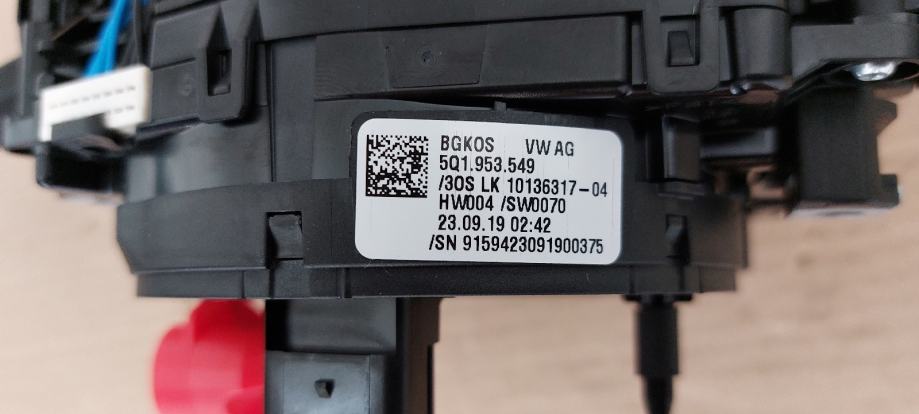 BGKOS VW AG
5Q1.953.549
/3OS LK 10136317-04
HW004 /SW0070
23.09.19 02:42
/SN 9159423091900375